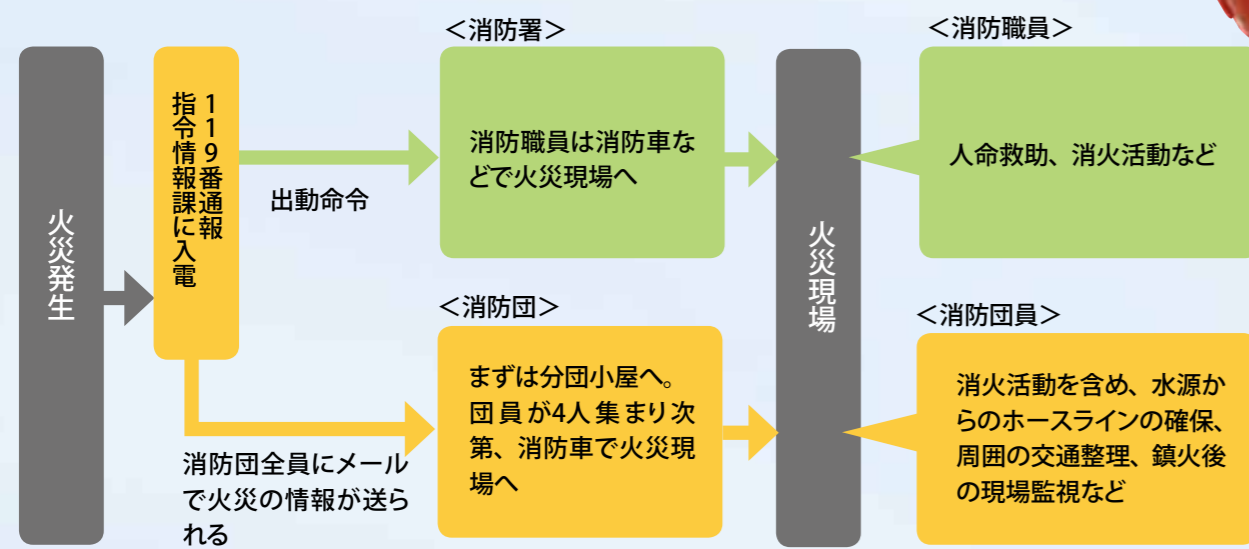 火災発生
119番通報
指令情報課に入電
出動命令
＜消防署＞
消防職員は消防車な
どで火災現場へ
消防団全員にメール
で火災の情報が送ら
れる
＜消防団＞
まずは分団小屋へ。
団員が4人集まり次
第、消防車で火災現
場へ
火災現場
＜消防職員＞
人命救助、消火活動など
＜消防団員＞
消火活動を含め、水源か
らのホースラインの確保、
周囲の交通整理、鎮火後
の現場監視など